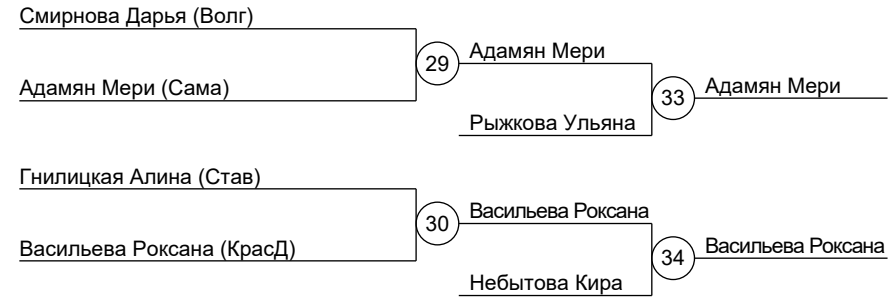 Смирнова Дарья (Волг)
29
Адамян Мери
Адамян Мери (Сама)
33
Адамян Мери
Рыжкова Ульяна
Гнилицкая Алина (Став)
30
Васильева Роксана
Васильева Роксана (КрасД)
34
Васильева Роксана
Небытова Кира